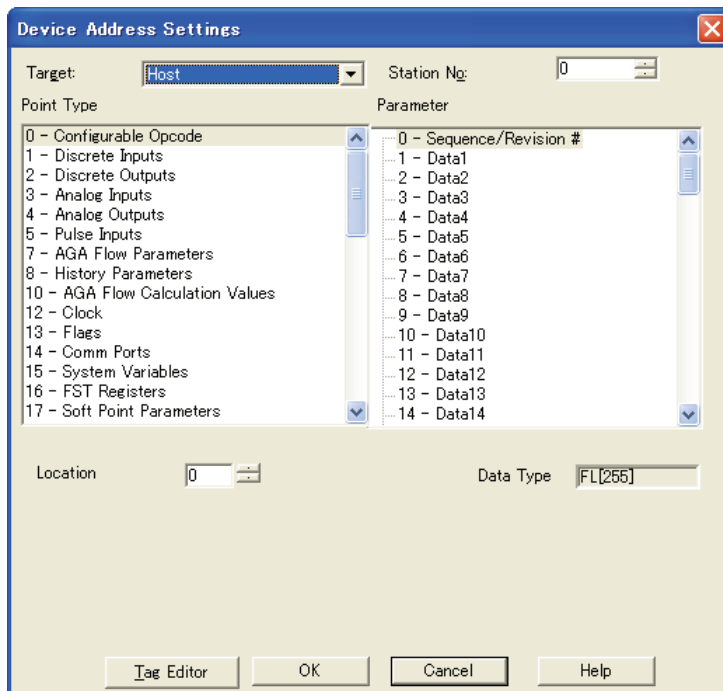 Device Address Settings
Target: Host Station No: 0
Point Type Parameter
0 - Configurable Opcode
1 - Discrete Inputs
2 - Discrete Outputs
3 - Analog Inputs
4 - Analog Outputs
5 - Pulse Inputs
7 - AGA Flow Parameters
8 - History Parameters
10 - AGA Flow Calculation Values
12 - Clock
13 - Flags
14 - Comm Ports
15 - System Variables
16 - FST Registers
17 - Soft Point Parameters
0 - Sequence/Revision #
1 - Data1
2 - Data2
3 - Data3
4 - Data4
5 - Data5
6 - Data6
7 - Data7
8 - Data8
9 - Data9
10 - Data10
11 - Data11
12 - Data12
13 - Data13
14 - Data14
Location 0 Data Type FL[255]
Tag Editor OK Cancel Help